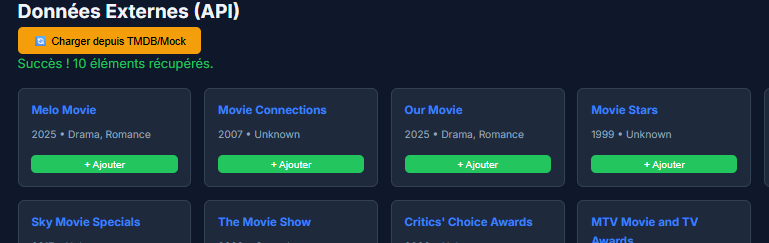 Données Externes (API)
🔄 Charger depuis TMDB/Mock
Succès ! 10 éléments récupérés.
Melo Movie
2025 • Drama, Romance
+ Ajouter
Movie Connections
2007 • Unknown
+ Ajouter
Our Movie
2025 • Drama, Romance
+ Ajouter
Movie Stars
1999 • Unknown
+ Ajouter
Sky Movie Specials
The Movie Show
Critics' Choice Awards
MTV Movie and TV
Awards